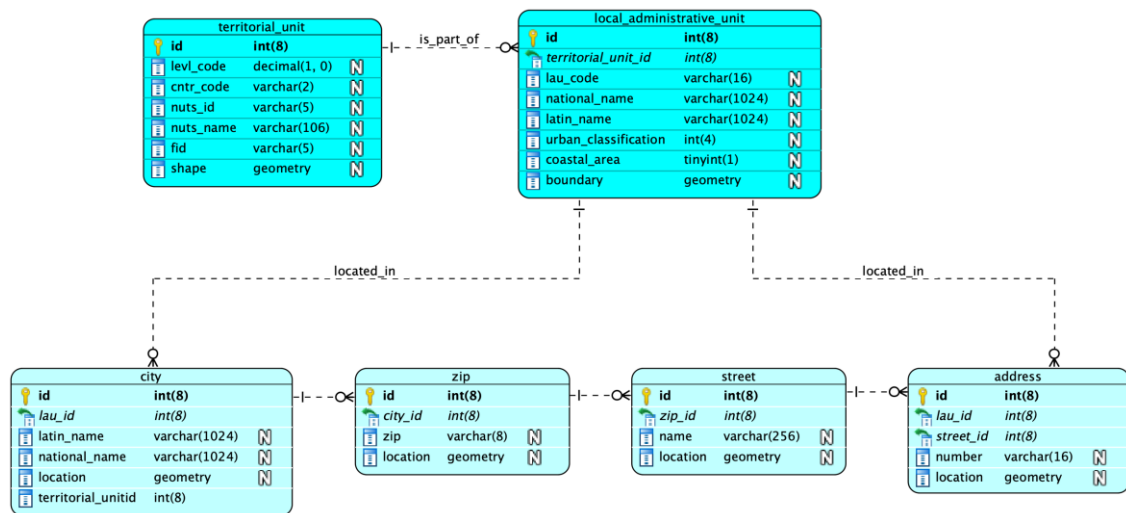 territorial_unit
id int(8)
levl_code decimal(1, 0) N
cntr_code varchar(2) N
nuts_id varchar(5) N
nuts_name varchar(106) N
fid varchar(5) N
shape geometry N
is_part_of
local_administrative_unit
id int(8)
territorial_unit_id int(8)
lau_code varchar(16) N
national_name varchar(1024) N
latin_name varchar(1024) N
urban_classification int(4) N
coastal_area tinyint(1) N
boundary geometry N
located_in
located_in
city
id int(8)
lau_id int(8)
latin_name varchar(1024) N
national_name varchar(1024) N
location geometry N
territorial_unitid int(8)
zip
id int(8)
city_id int(8)
zip varchar(8) N
location geometry N
street
id int(8)
zip_id int(8)
name varchar(256) N
location geometry N
address
id int(8)
lau_id int(8)
street_id int(8)
number varchar(16) N
location geometry N